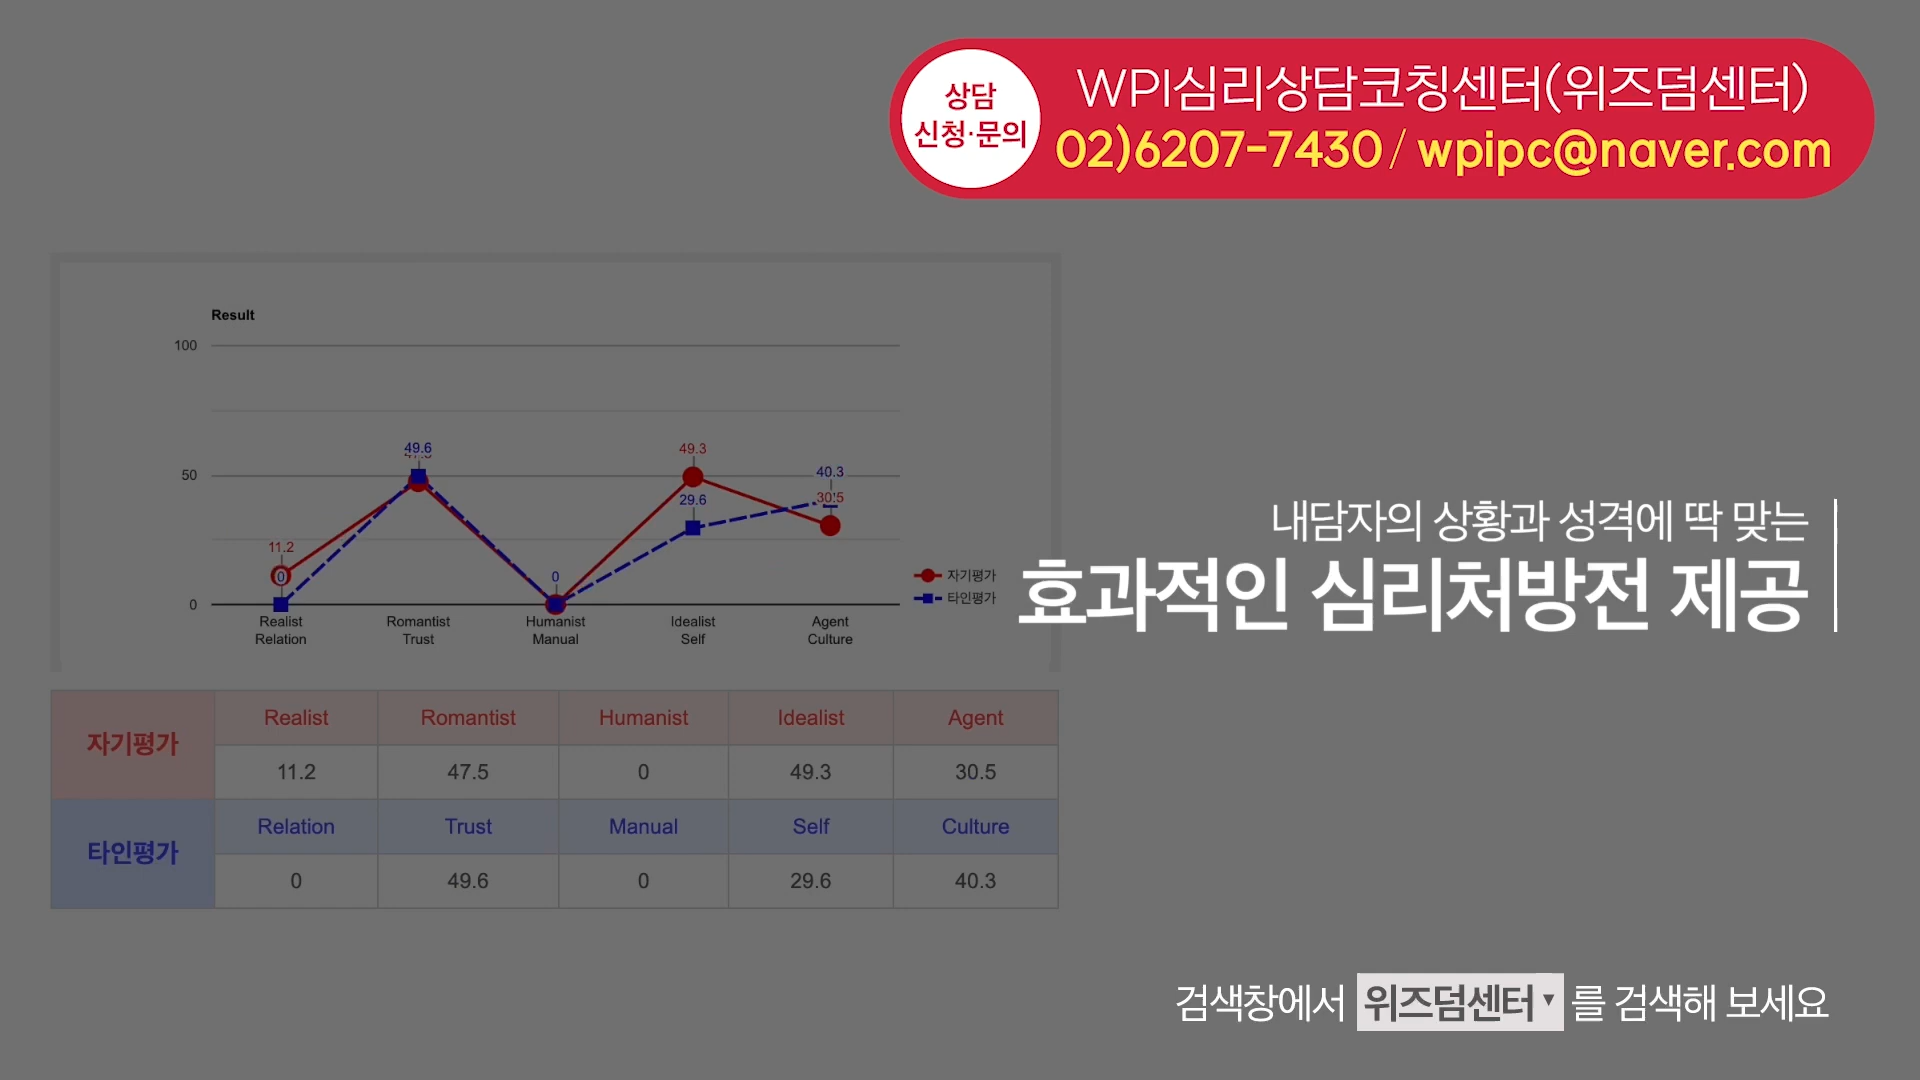 상담
신청·문의
WPI심리상담코칭센터(위즈덤센터)
02)6207-7430 / wpipc@naver.com
Result
100
50
0
11.2
0
49.6
0
49.3
29.6
40.3
30.5
Realist
Relation
Romantist
Trust
Humanist
Manual
Idealist
Self
Agent
Culture
자기평가
타인평가
내담자의 상황과 성격에 딱 맞는
효과적인 심리처방전 제공
자기평가 Realist Romantist Humanist Idealist Agent
11.2 47.5 0 49.3 30.5
타인평가 Relation Trust Manual Self Culture
0 49.6 0 29.6 40.3
검색창에서 위즈덤센터 ▼ 를 검색해 보세요